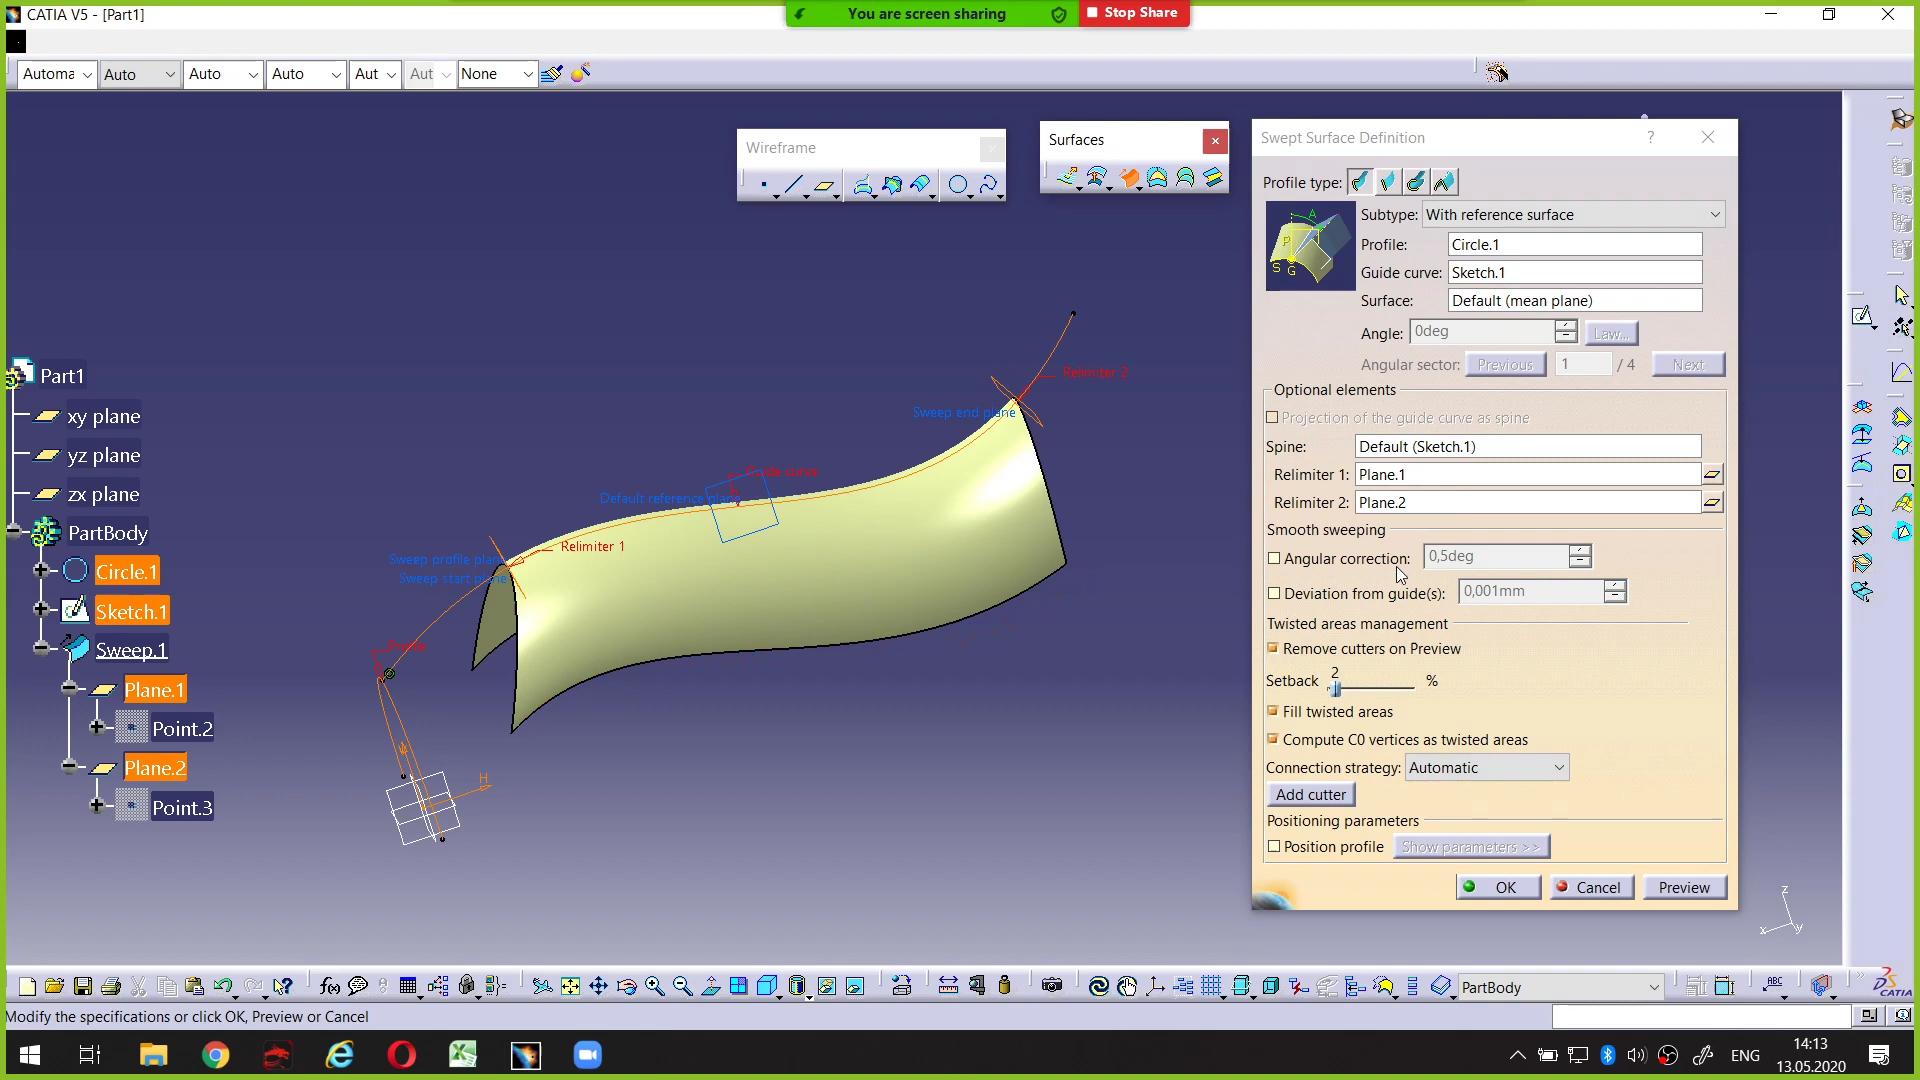 CATIA V5 - [Part1]
You are screen sharing
Stop Share
Automa
Auto
Auto
Auto
Aut
Aut
None
Wireframe
Surfaces
Swept Surface Definition
?
Profile type:
Subtype: With reference surface
Profile: Circle.1
Guide curve: Sketch.1
Surface: Default (mean plane)
Angle: 0deg Law...
Angular sector: Previous 1 / 4 Next
Optional elements
Projection of the guide curve as spine
Spine: Default (Sketch.1)
Relimiter 1: Plane.1
Relimiter 2: Plane.2
Smooth sweeping
Angular correction: 0,5deg
Deviation from guide(s): 0,001mm
Twisted areas management
Remove cutters on Preview
Setback 2 %
Fill twisted areas
Compute C0 vertices as twisted areas
Connection strategy: Automatic
Add cutter
Positioning parameters
Position profile Show parameters >>
OK Cancel Preview
Part1
xy plane
yz plane
zx plane
PartBody
Circle.1
Sketch.1
Sweep.1
Plane.1
Point.2
Plane.2
Point.3
Relimiter 2
Sweep end plane
Guide curve
Default reference plane
Relimiter 1
Sweep profile plane
Sweep start plane
Profile
H
A
P
S G
z
x y
PartBody
ABC
CATIA
Modify the specifications or click OK, Preview or Cancel
ENG
14:13
13.05.2020